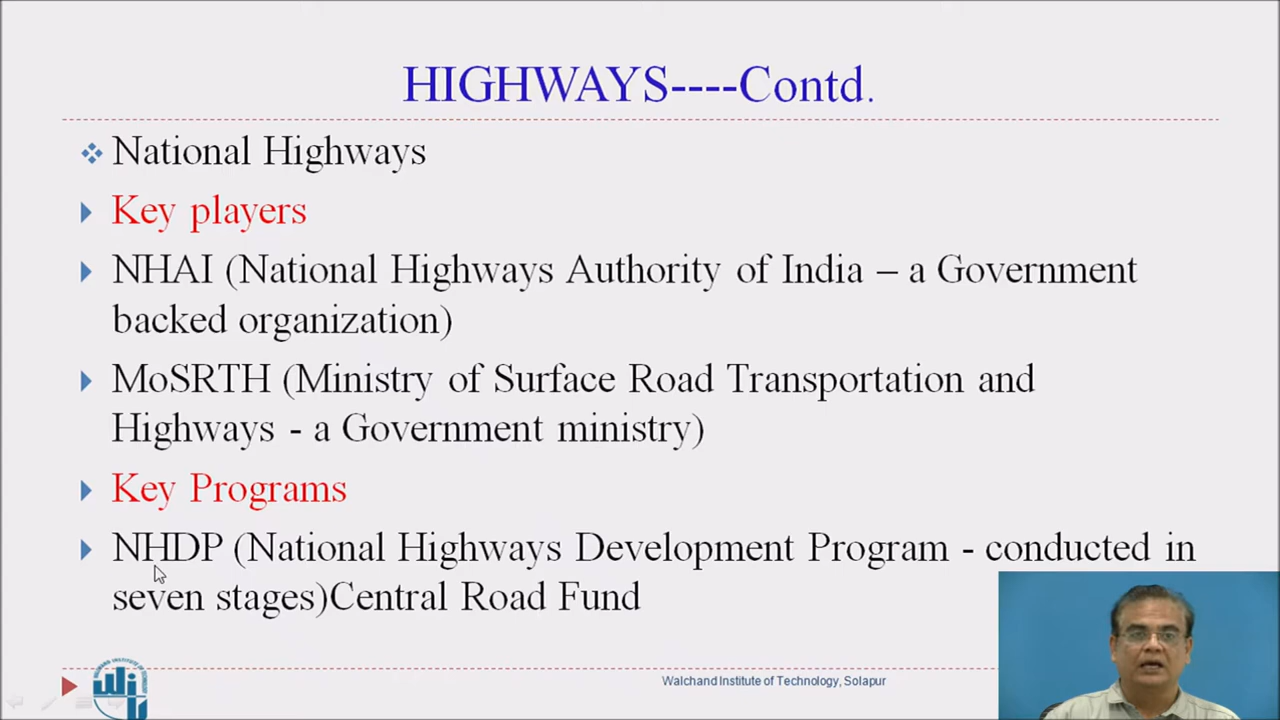 HIGHWAYS----Contd.
National Highways
Key players
NHAI (National Highways Authority of India – a Government
backed organization)
MoSRTH (Ministry of Surface Road Transportation and
Highways - a Government ministry)
Key Programs
NHDP (National Highways Development Program - conducted in
seven stages)Central Road Fund
Walchand Institute of Technology, Solapur